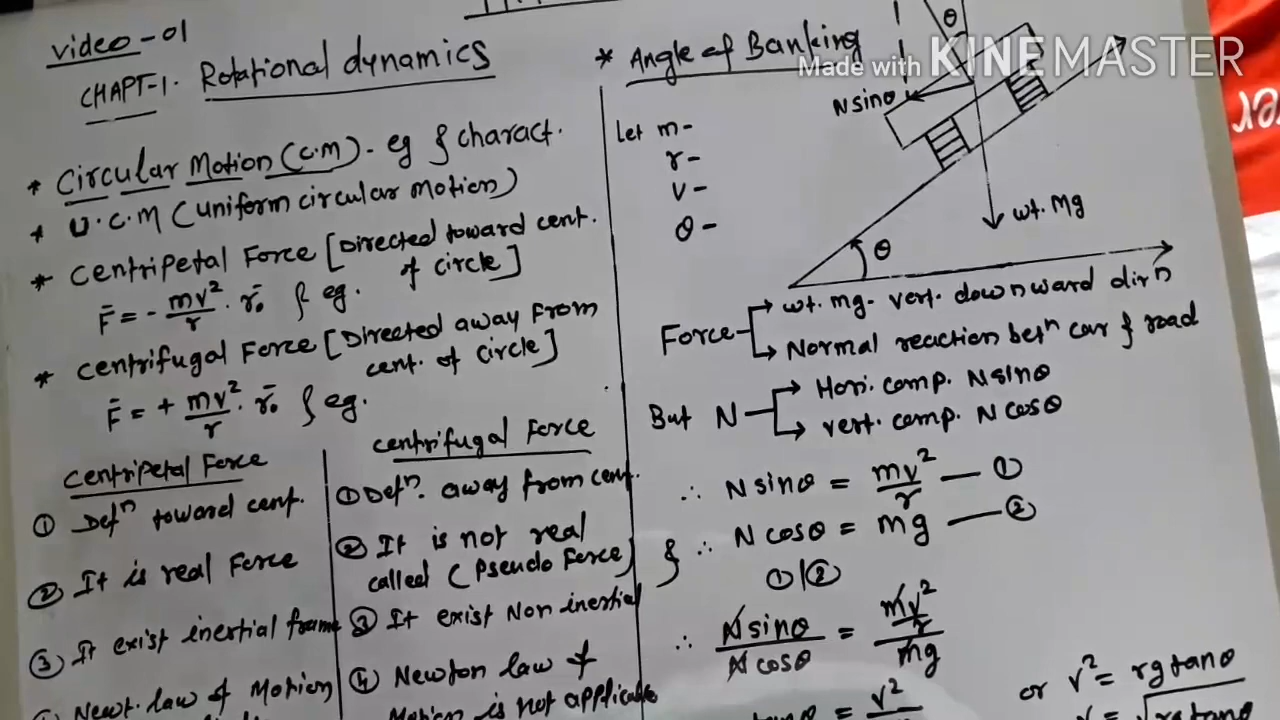 video-01
CHAPT-1. Rotational dynamics
* Circular Motion (C.M) - eg & charact.
* U.C.M (uniform circular motion)
* Centripetal Force [Directed toward cent.
of circle]
F̄ = - mv²/r · r̄₀ & eg.
* Centrifugal Force [Directed away From
cent. of circle]
F̄ = + mv²/r · r̄₀ & eg.
Centripetal Force
① Defⁿ toward cent.
② It is real Force
③ It exist inertial frame
Newt. law of Motion
centrifugal Force
① Defⁿ. away from cent.
② It is not real
called (Pseudo Force)
③ It exist Non inertial
④ Newton law of
Motion is not applicable
* Angle of Banking
Made with KINEMASTER
θ
N sinθ
wt. Mg
θ
Let m-
r-
v-
θ-
Force
wt. mg - vert. downward dirⁿ
Normal reaction betⁿ car & road
But N
Hori. comp. N sinθ
vert. comp. N cosθ
∴ N sinθ = mv²/r — ①
& ∴ N cosθ = mg — ②
①/②
∴ N sinθ / N cosθ = mv²/r / mg
tanθ = v²
or v² = rg tanθ
v = √rg tanθ